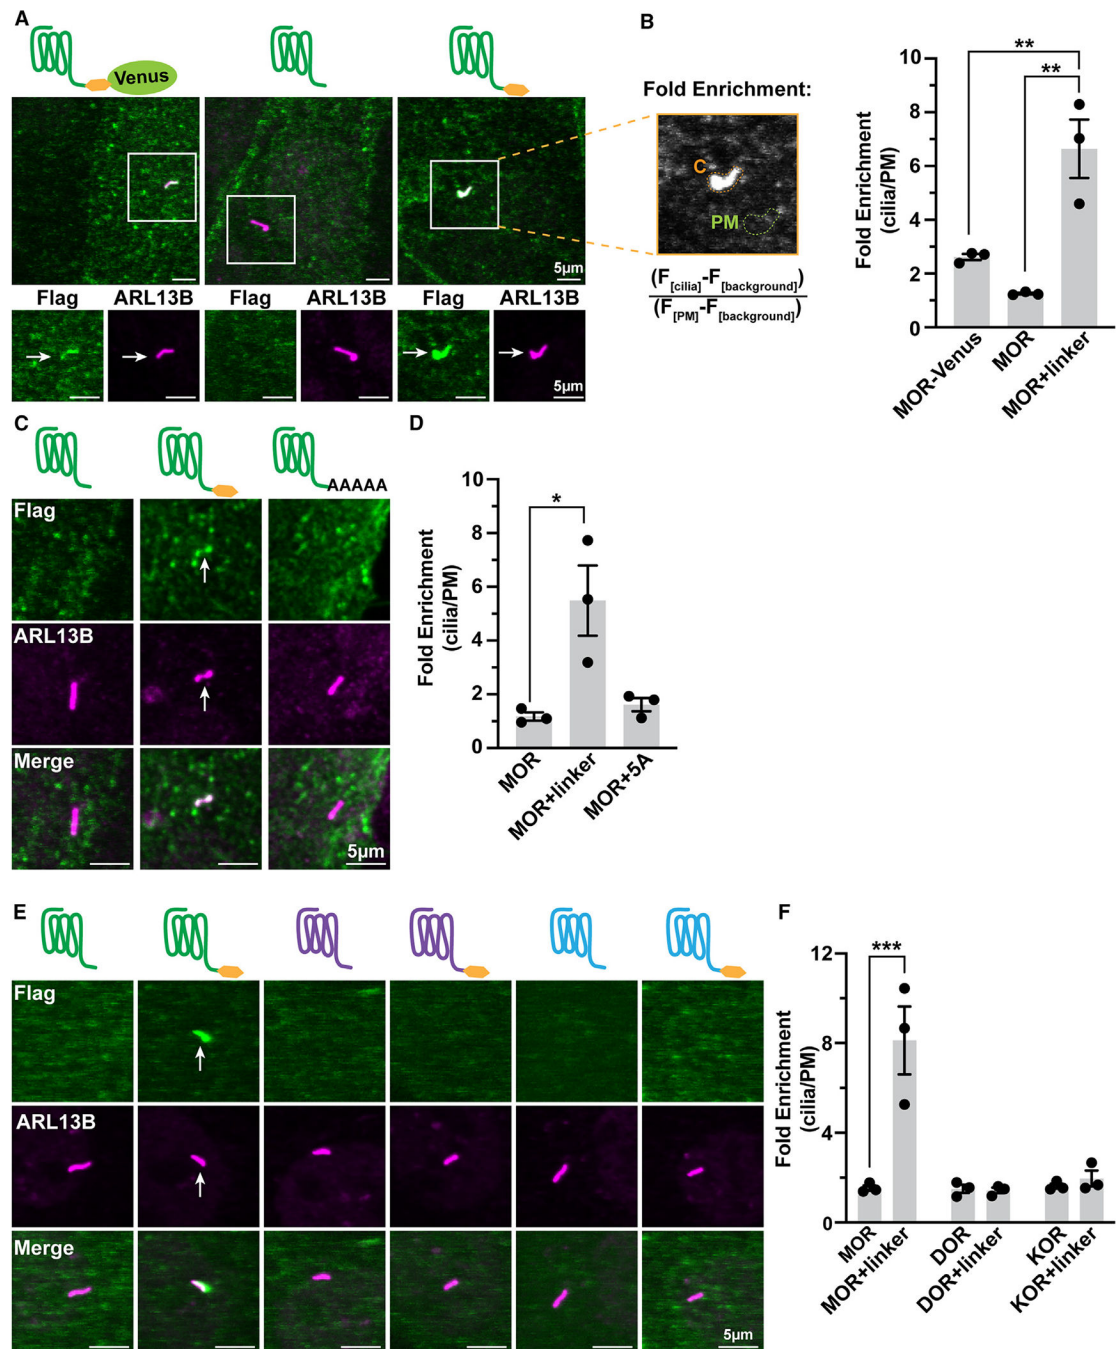 A
Venus
5µm
Flag
ARL13B
Flag
ARL13B
Flag
ARL13B
5µm
B
Fold Enrichment:
C
PM
(F[cilia]-F[background])
(F[PM]-F[background])
Fold Enrichment
(cilia/PM)
10
8
6
4
2
0
**
**
MOR-Venus
MOR
MOR+linker
C
AAAAA
Flag
ARL13B
Merge
5µm
D
Fold Enrichment
(cilia/PM)
10
8
6
4
2
0
*
MOR
MOR+linker
MOR+5A
E
Flag
ARL13B
Merge
5µm
F
Fold Enrichment
(cilia/PM)
12
8
4
0
***
MOR
MOR+linker
DOR
DOR+linker
KOR
KOR+linker